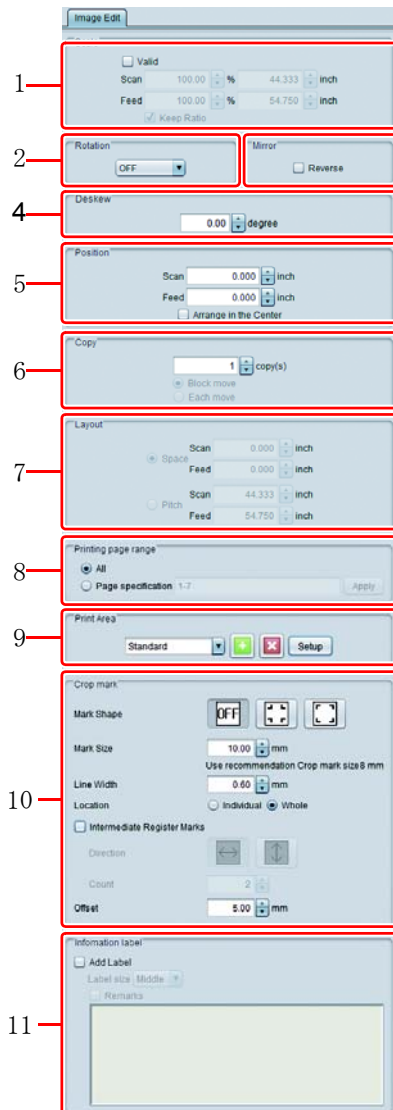 Image Edit
1
Valid
Scan 100.00 % 44.333 inch
Feed 100.00 % 54.750 inch
Keep Ratio
2
Rotation
OFF
Mirror
Reverse
4
Deskew
0.00 degree
5
Position
Scan 0.000 inch
Feed 0.000 inch
Arrange in the Center
6
Copy
1 copy(s)
Block move
Each move
7
Layout
Space
Scan 0.000 inch
Feed 0.000 inch
Pitch
Scan 44.333 inch
Feed 54.750 inch
8
Printing page range
All
Page specification 1-7 Apply
9
Print Area
Standard Setup
10
Crop mark
Mark Shape OFF
Mark Size 10.00 mm
Use recommendation Crop mark size 8 mm
Line Width 0.60 mm
Location Individual Whole
Intermediate Register Marks
Direction
Count 2
Offset 5.00 mm
11
Infomation label
Add Label
Label size Middle
Remarks